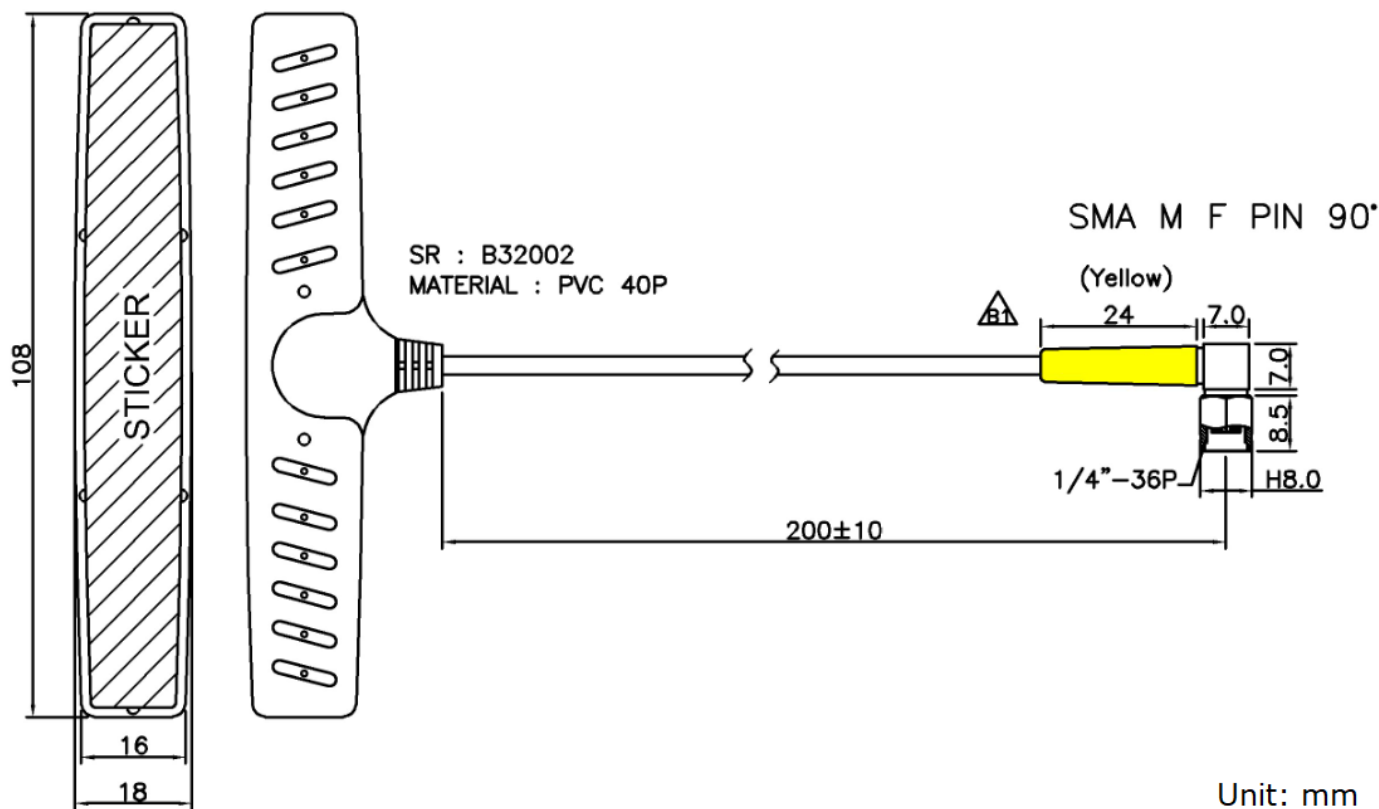 SMA M F PIN 90°
SR : B32002
MATERIAL : PVC 40P
(Yellow)
B1
24
7.0
7.0
8.5
1/4"-36P
H8.0
200±10
108
STICKER
16
18
Unit: mm